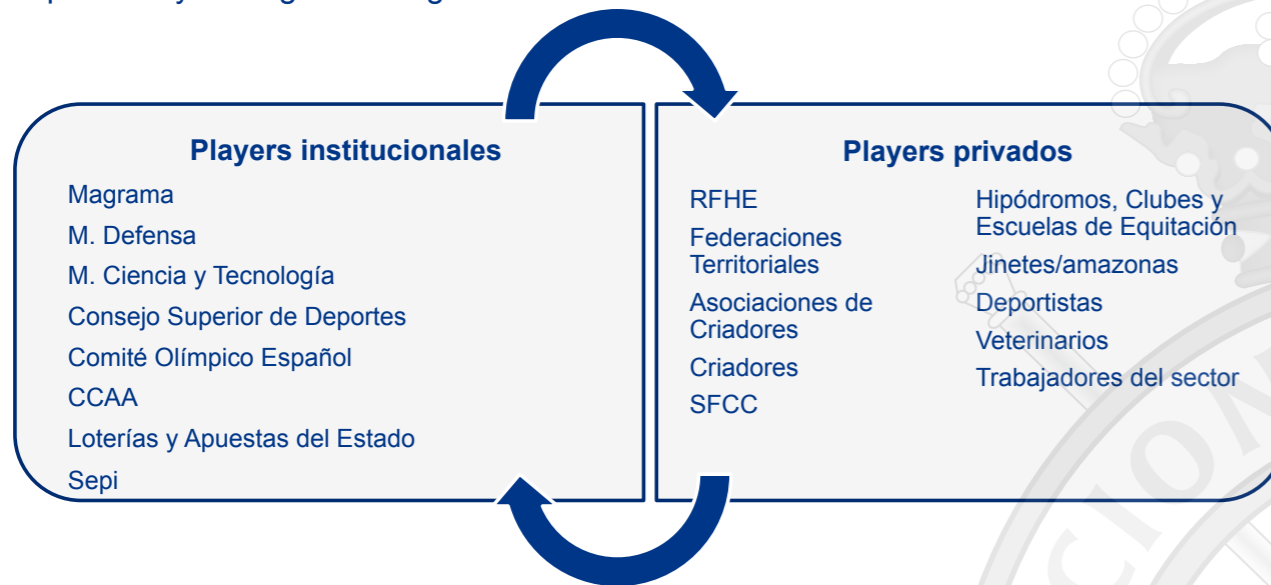 Players institucionales
Magrama
M. Defensa
M. Ciencia y Tecnología
Consejo Superior de Deportes
Comité Olímpico Español
CCAA
Loterías y Apuestas del Estado
Sepi
Players privados
RFHE
Federaciones
Territoriales
Asociaciones de
Criadores
Criadores
SFCC
Hipódromos, Clubes y
Escuelas de Equitación
Jinetes/amazonas
Deportistas
Veterinarios
Trabajadores del sector
CION